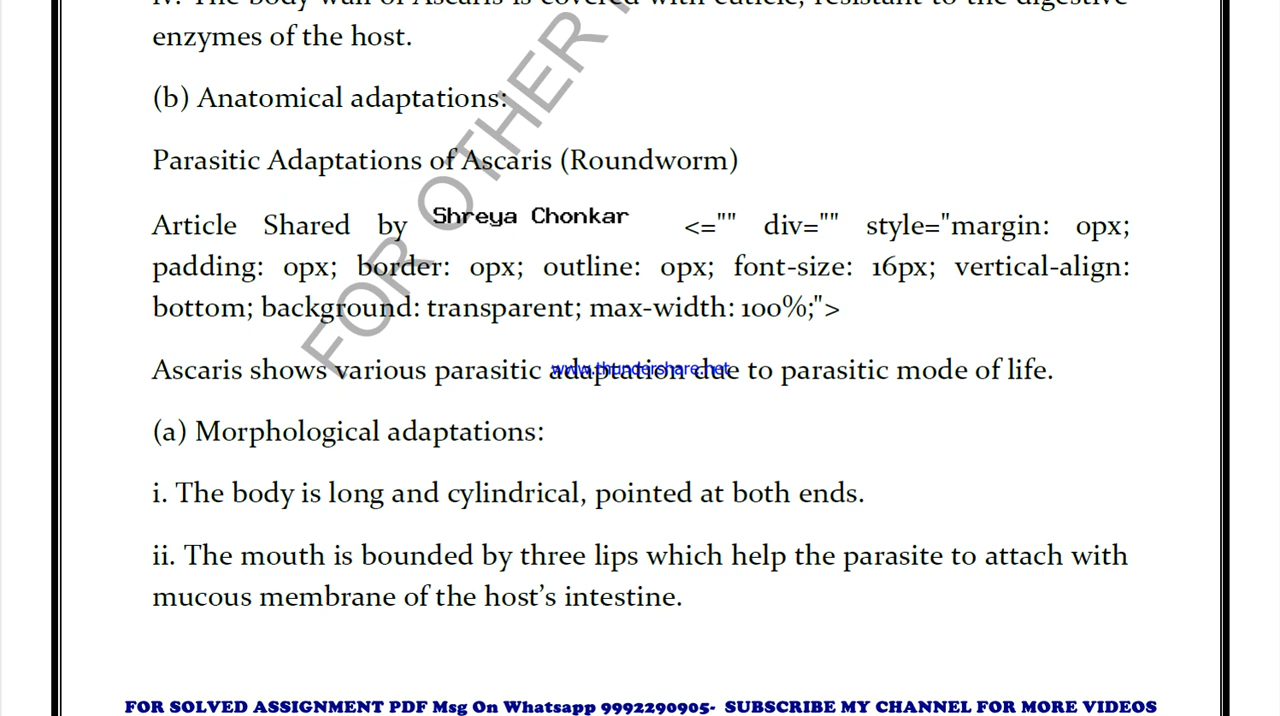 iv. The body wall of Ascaris is covered with cuticle, resistant to the digestive
enzymes of the host.
(b) Anatomical adaptations:
Parasitic Adaptations of Ascaris (Roundworm)
Article Shared by Shreya Chonkar <="" div="" style="margin: 0px;
padding: 0px; border: 0px; outline: 0px; font-size: 16px; vertical-align:
bottom; background: transparent; max-width: 100%;">
Ascaris shows various parasitic adaptation due to parasitic mode of life.
www.thundershare.net
(a) Morphological adaptations:
i. The body is long and cylindrical, pointed at both ends.
ii. The mouth is bounded by three lips which help the parasite to attach with
mucous membrane of the host’s intestine.
FOR OTHER
FOR SOLVED ASSIGNMENT PDF Msg On Whatsapp 9992290905- SUBSCRIBE MY CHANNEL FOR MORE VIDEOS